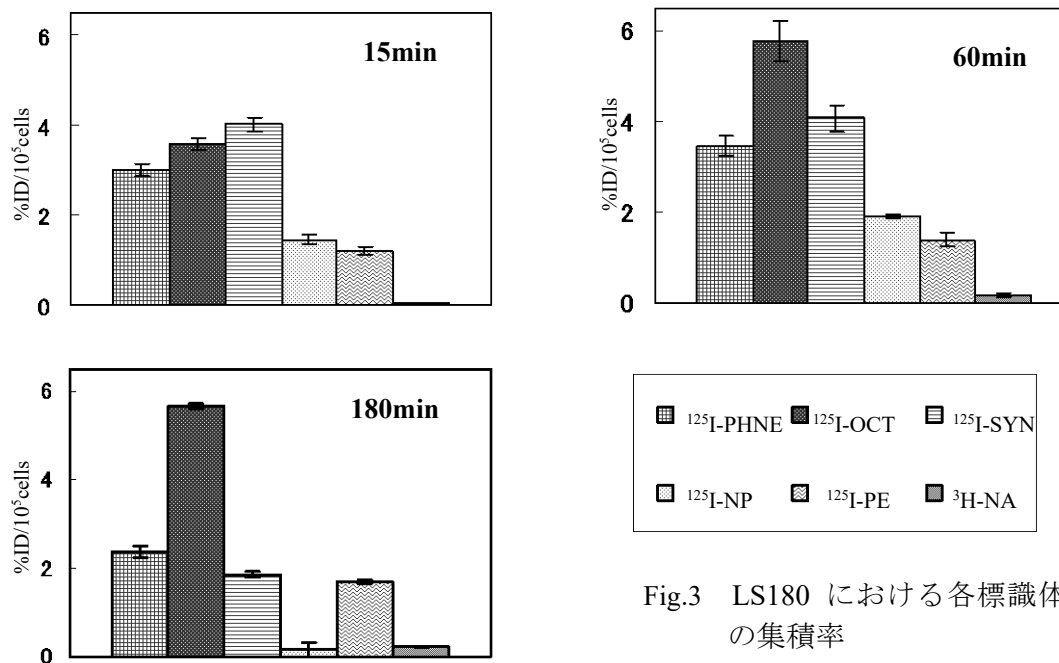 15min
%ID/10⁵cells
6
4
2
0
60min
%ID/10⁵cells
6
4
2
0
180min
%ID/10⁵cells
6
4
2
0
¹²⁵I-PHNE ¹²⁵I-OCT ¹²⁵I-SYN
¹²⁵I-NP ¹²⁵I-PE ³H-NA
Fig.3 LS180 における各標識体
の集積率